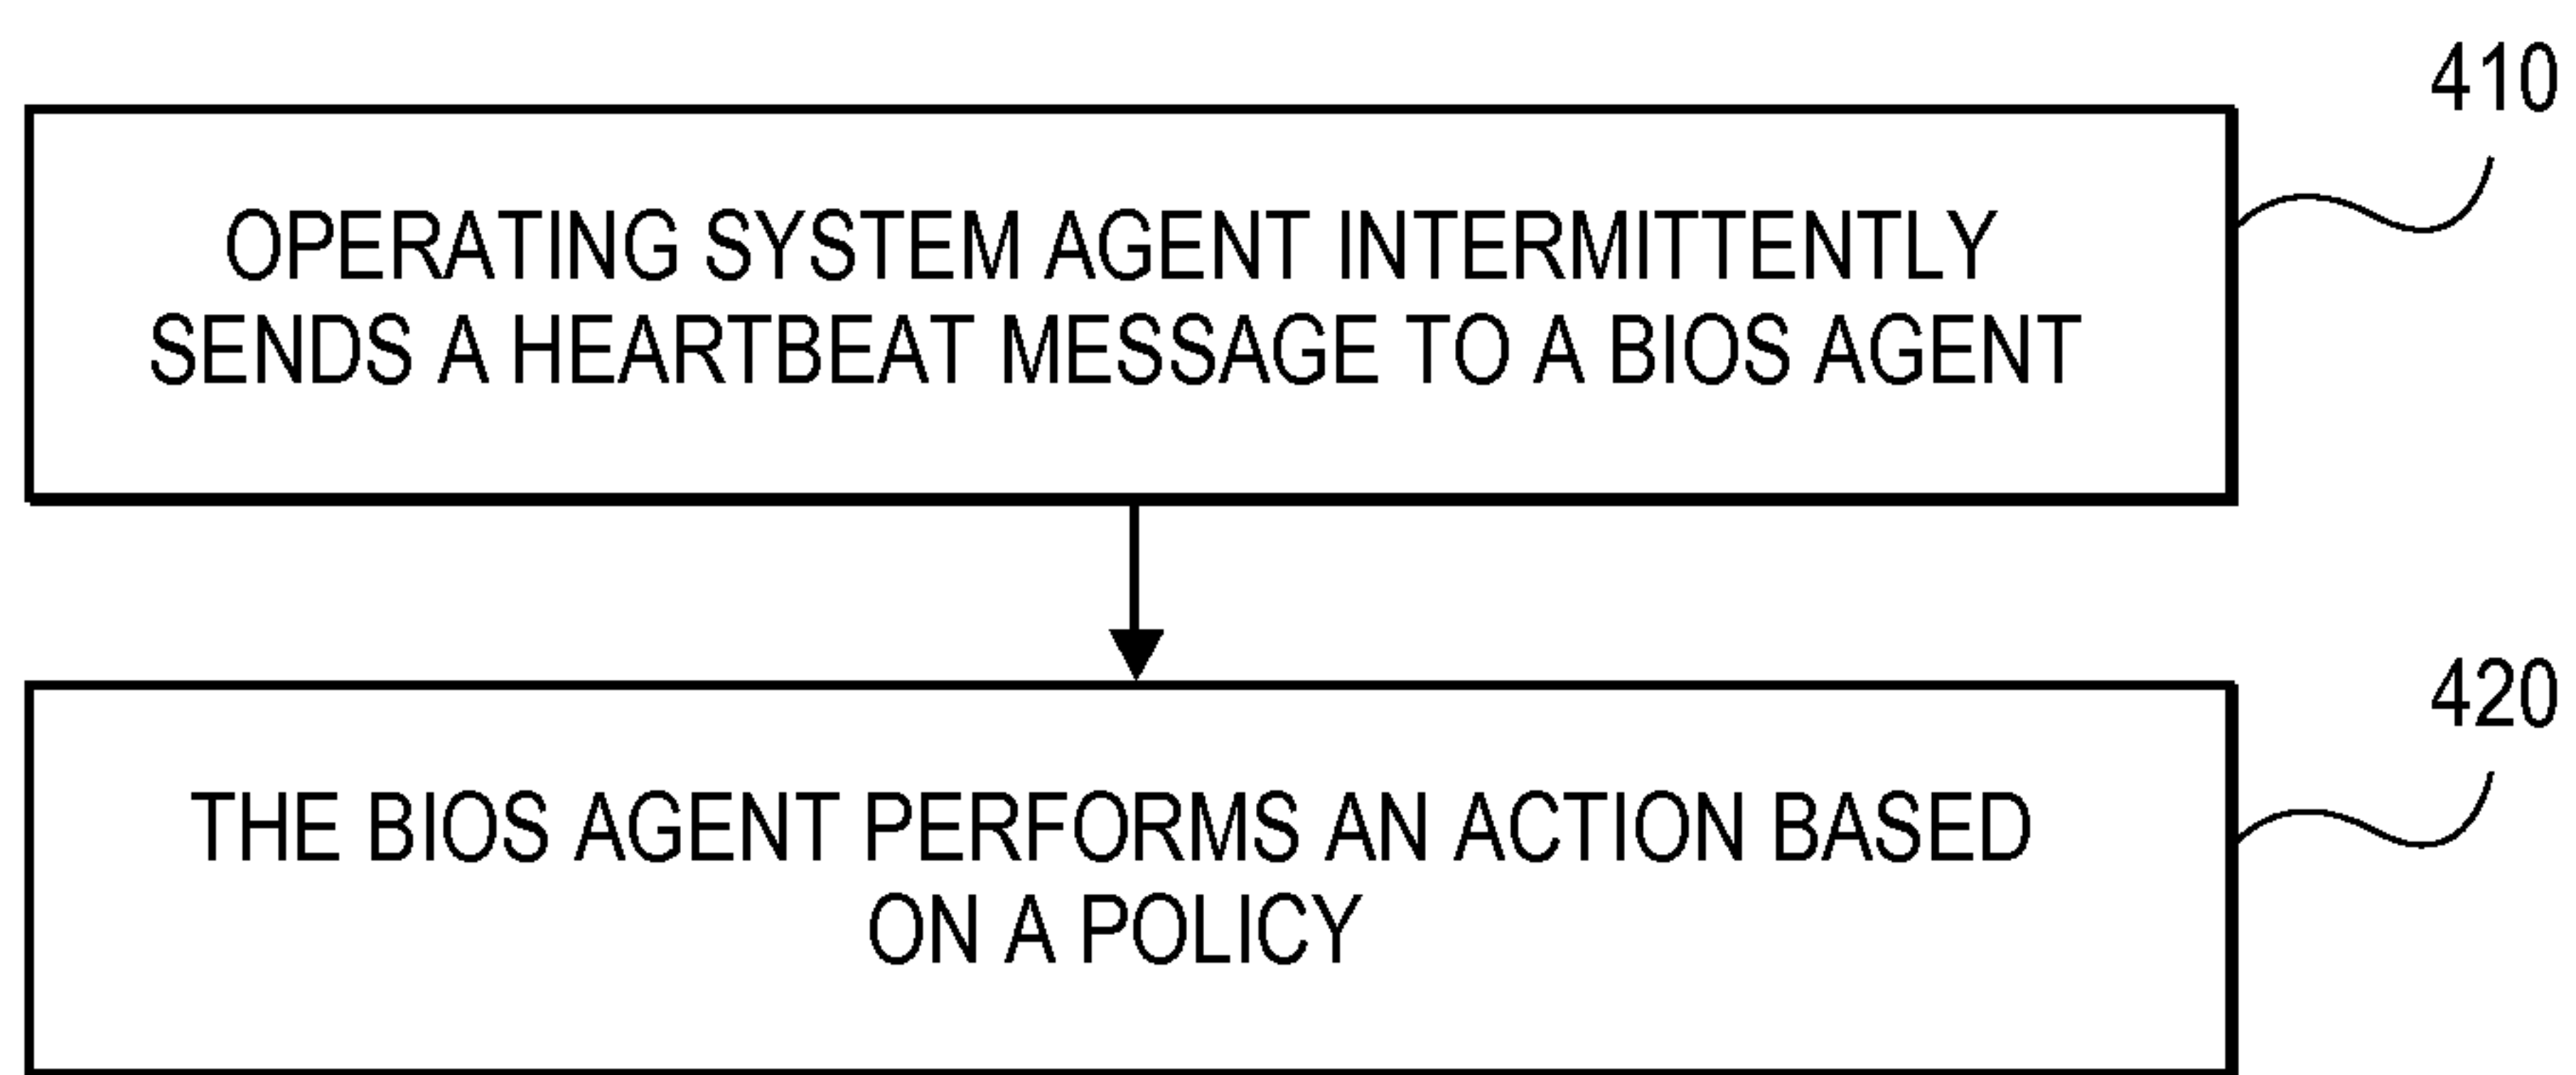 410
OPERATING SYSTEM AGENT INTERMITTENTLY
SENDS A HEARTBEAT MESSAGE TO A BIOS AGENT
420
THE BIOS AGENT PERFORMS AN ACTION BASED
ON A POLICY